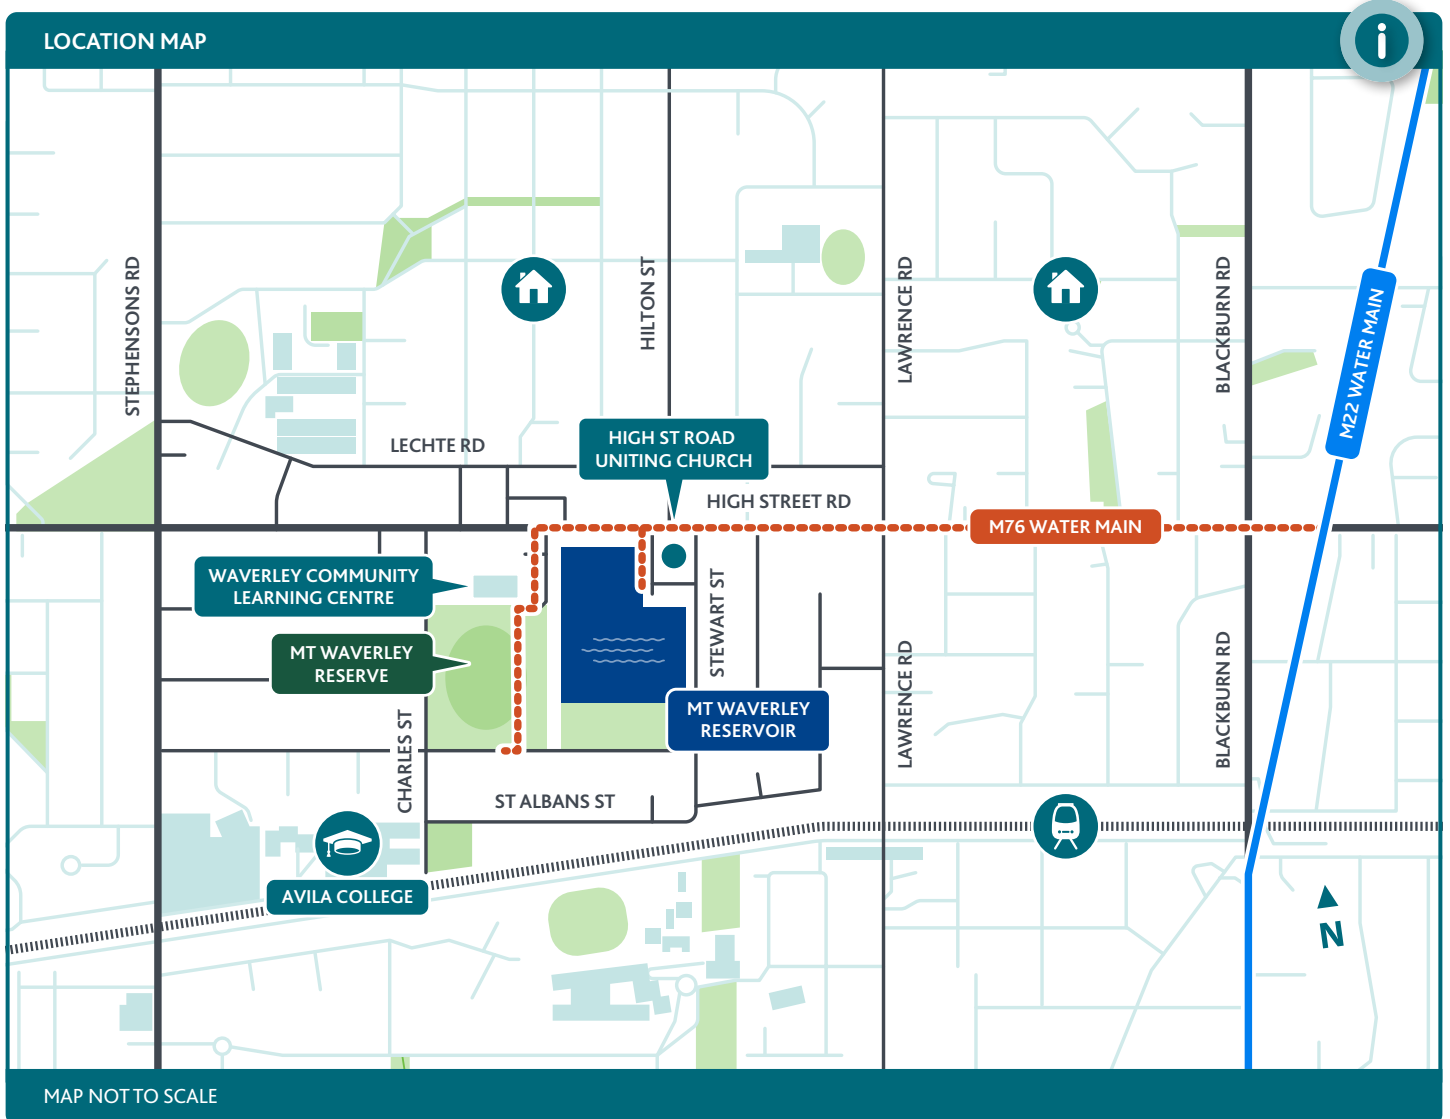 LOCATION MAP
i
STEPHENSONS RD
HILTON ST
LAWRENCE RD
BLACKBURN RD
M22 WATER MAIN
LECHTE RD
HIGH ST ROAD
UNITING CHURCH
HIGH STREET RD
M76 WATER MAIN
WAVERLEY COMMUNITY
LEARNING CENTRE
MT WAVERLEY
RESERVE
STEWART ST
MT WAVERLEY
RESERVOIR
LAWRENCE RD
BLACKBURN RD
CHARLES ST
ST ALBANS ST
AVILA COLLEGE
N
MAP NOT TO SCALE